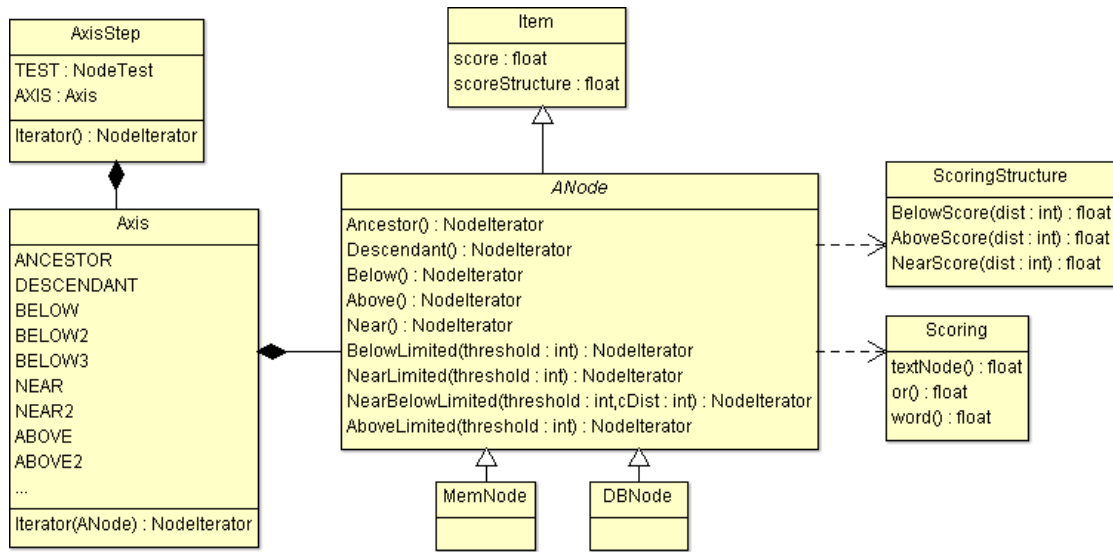 AxisStep
TEST : NodeTest
AXIS : Axis
Iterator() : NodeIterator
Item
score : float
scoreStructure : float
Axis
ANCESTOR
DESCENDANT
BELOW
BELOW2
BELOW3
NEAR
NEAR2
ABOVE
ABOVE2
...
Iterator(ANode) : NodeIterator
ANode
Ancestor() : NodeIterator
Descendant() : NodeIterator
Below() : NodeIterator
Above() : NodeIterator
Near() : NodeIterator
BelowLimited(threshold : int) : NodeIterator
NearLimited(threshold : int) : NodeIterator
NearBelowLimited(threshold : int,cDist : int) : NodeIterator
AboveLimited(threshold : int) : NodeIterator
ScoringStructure
BelowScore(dist : int) : float
AboveScore(dist : int) : float
NearScore(dist : int) : float
Scoring
textNode() : float
or() : float
word() : float
MemNode
DBNode